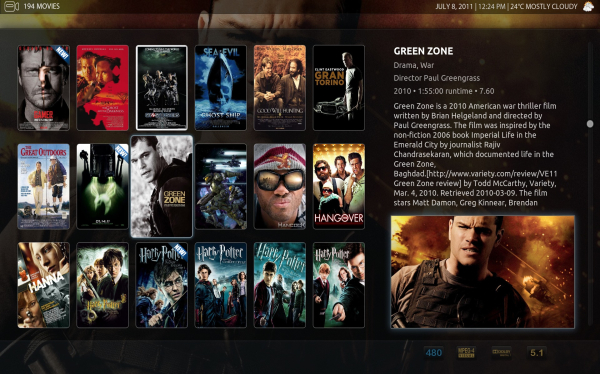 194 MOVIES
JULY 8, 2011 | 12:24 PM | 24°C MOSTLY CLOUDY
NEW!
SEA EVIL
GHOST SHIP
GOOD WILL HUNTING
CLINT EASTWOOD
GRAN
TORINO
GREAT OUTDOORS
GREEN
ZONE
Hancock
HANGOVER
HANNA
Harry Potter
Harry Potter
NEW!
Harry Potter
Harry Potter
Harry Potter
Harry Potter
GREEN ZONE
Drama, War
Director Paul Greengrass
2010 • 1:55:00 runtime • 7.60
Green Zone is a 2010 American war thriller film
written by Brian Helgeland and directed by
Paul Greengrass. The film was inspired by the
non-fiction 2006 book Imperial Life in the
Emerald City by journalist Rajiv
Chandrasekaran, which documented life in the
Green Zone,
Baghdad.[http://www.variety.com/review/VE11
Green Zone review] by Todd McCarthy, Variety,
Mar. 4, 2010. Retrieved 2010-03-09. The film
stars Matt Damon, Greg Kinnear, Brendan
480
MPEG-4
5.1